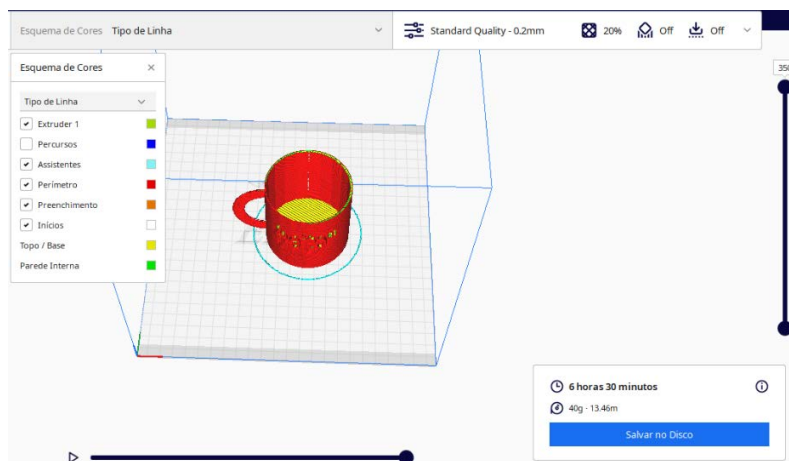 Esquema de Cores Tipo de Linha
Standard Quality - 0.2mm 20% Off Off
Esquema de Cores
Tipo de Linha
Extruder 1
Percursos
Assistentes
Perímetro
Preenchimento
Inícios
Topo / Base
Parede Interna
350
6 horas 30 minutos
40g · 13.46m
Salvar no Disco